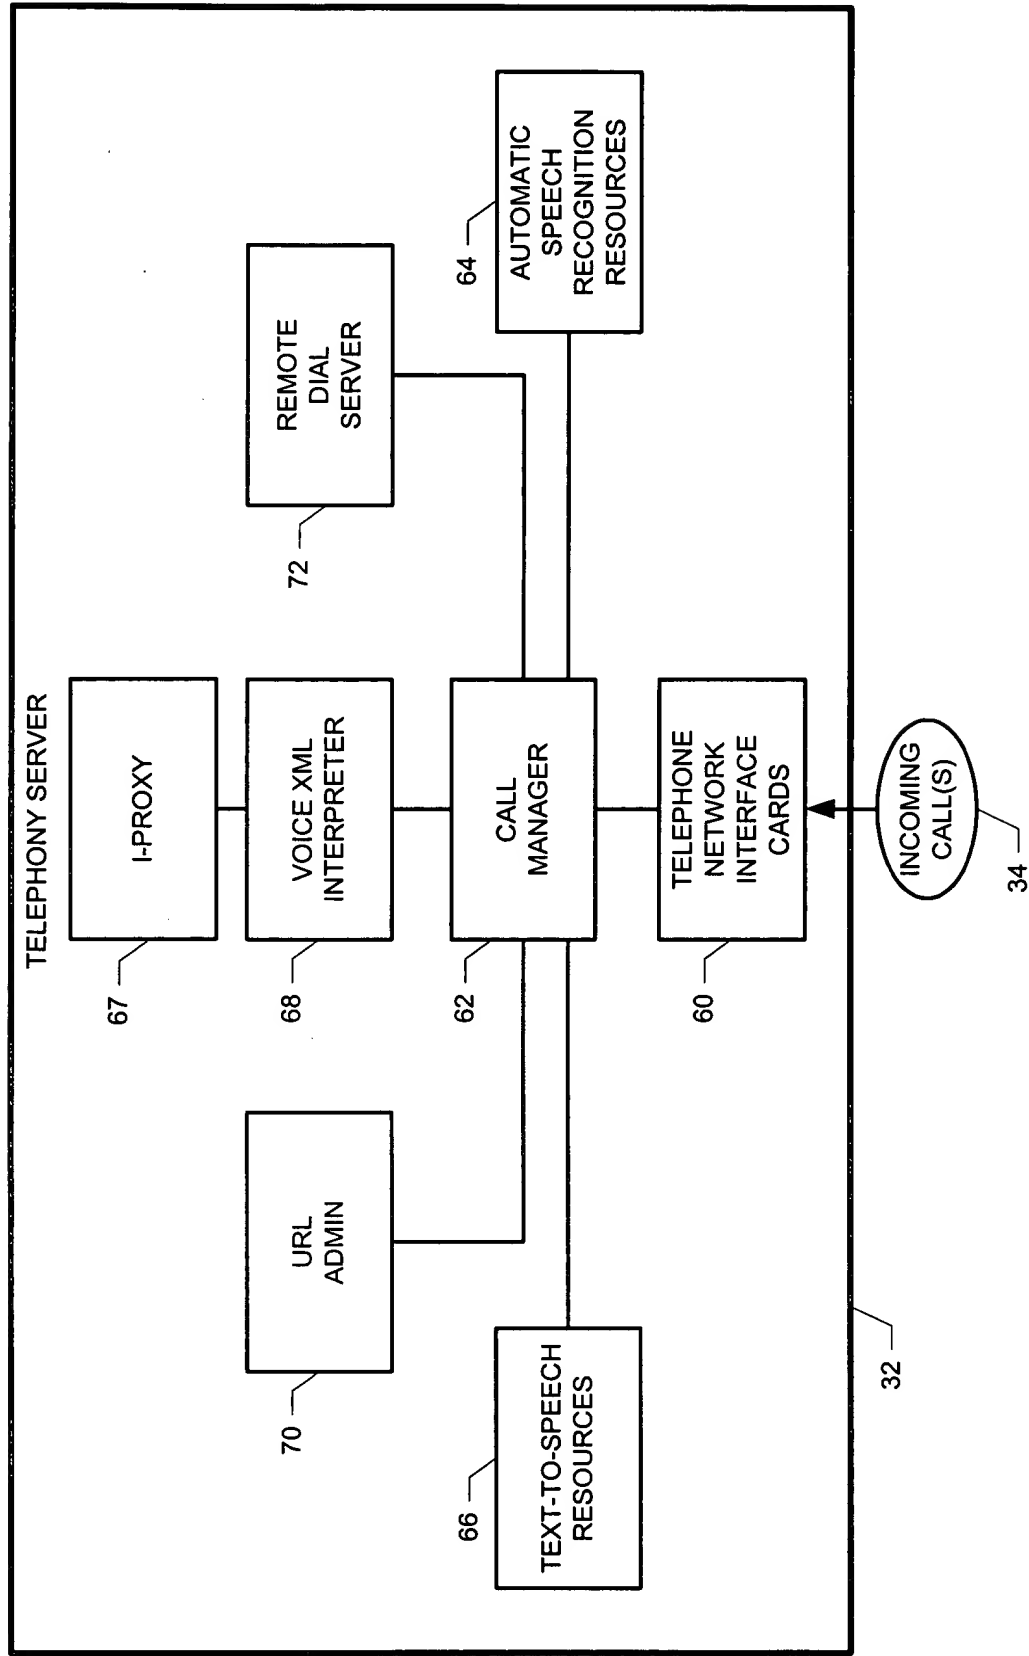 TELEPHONY SERVER
I-PROXY
67
URL
ADMIN
70
VOICE XML
INTERPRETER
68
REMOTE
DIAL
SERVER
72
TEXT-TO-SPEECH
RESOURCES
66
CALL
MANAGER
62
AUTOMATIC
SPEECH
RECOGNITION
RESOURCES
64
TELEPHONE
NETWORK
INTERFACE
CARDS
60
32
INCOMING
CALL(S)
34